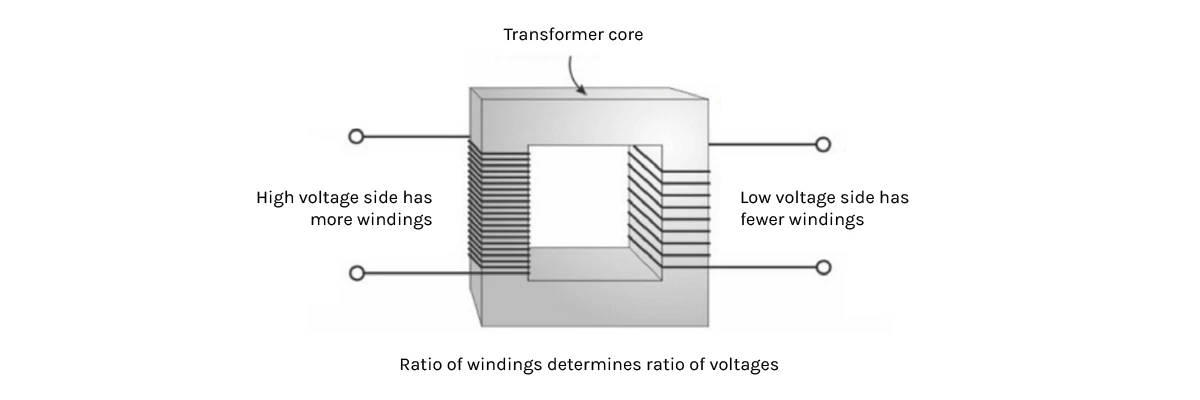 Transformer core
High voltage side has
more windings
Low voltage side has
fewer windings
Ratio of windings determines ratio of voltages